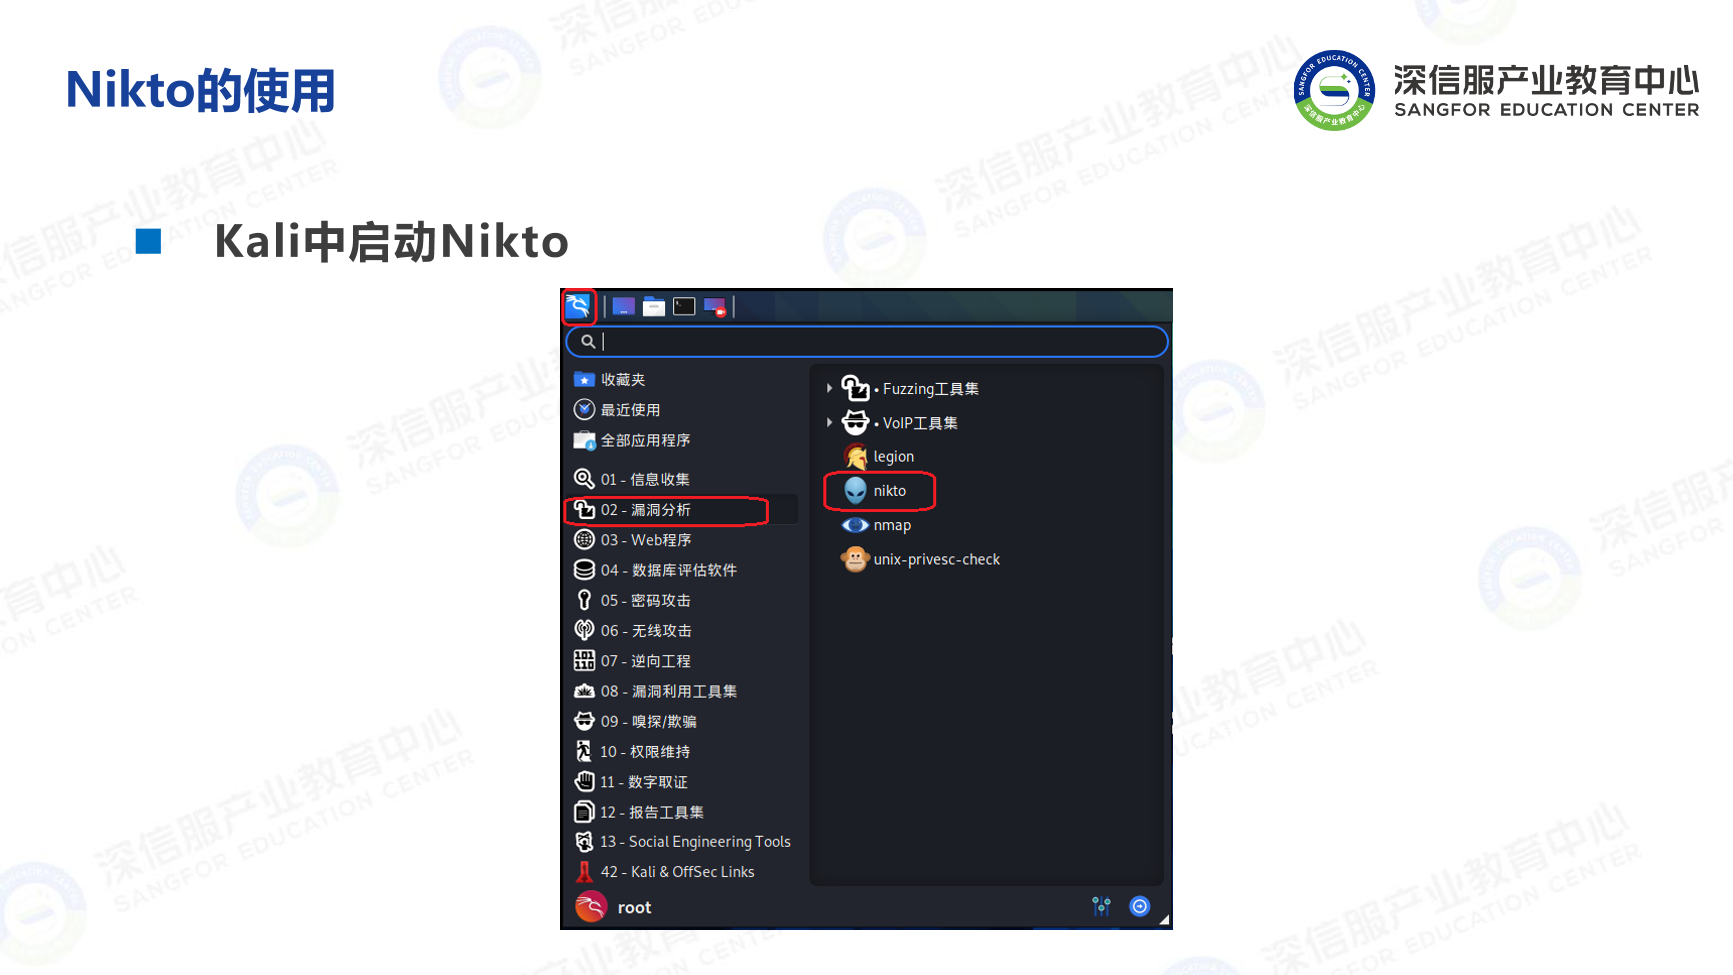 Nikto的使用
深信服产业教育中心
SANGFOR EDUCATION CENTER
Kali中启动Nikto
收藏夹
最近使用
全部应用程序
01 - 信息收集
02 - 漏洞分析
03 - Web程序
04 - 数据库评估软件
05 - 密码攻击
06 - 无线攻击
07 - 逆向工程
08 - 漏洞利用工具集
09 - 嗅探/欺骗
10 - 权限维持
11 - 数字取证
12 - 报告工具集
13 - Social Engineering Tools
42 - Kali & OffSec Links
• Fuzzing工具集
• VoIP工具集
legion
nikto
nmap
unix-privesc-check
root